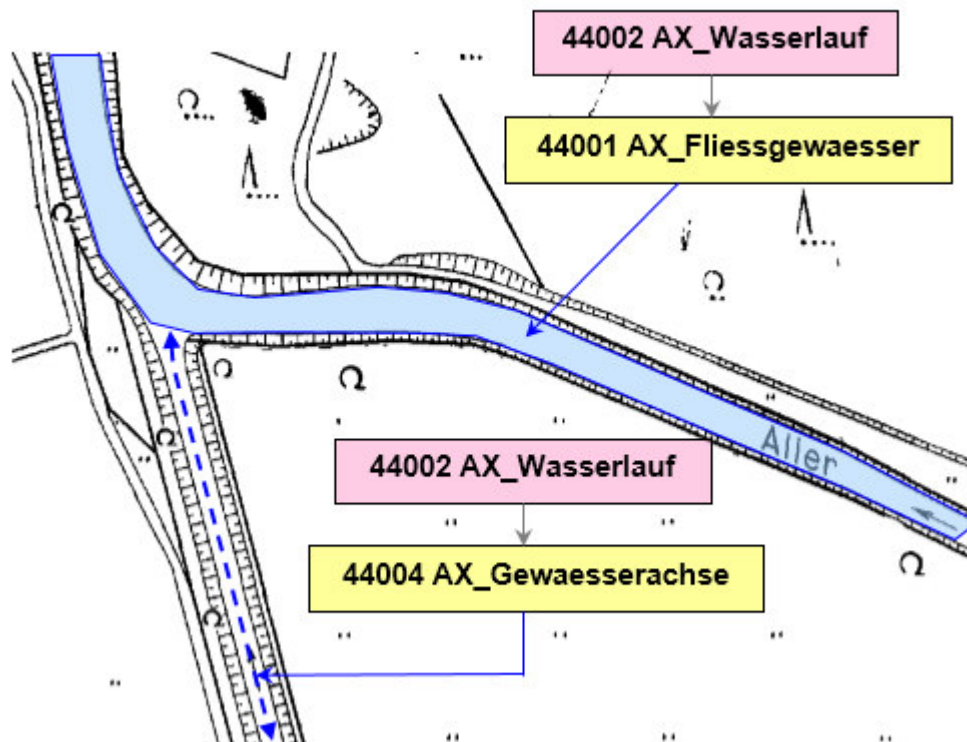 44002 AX_Wasserlauf
44001 AX_Fliessgewaesser
Aller
44002 AX_Wasserlauf
44004 AX_Gewaesserachse